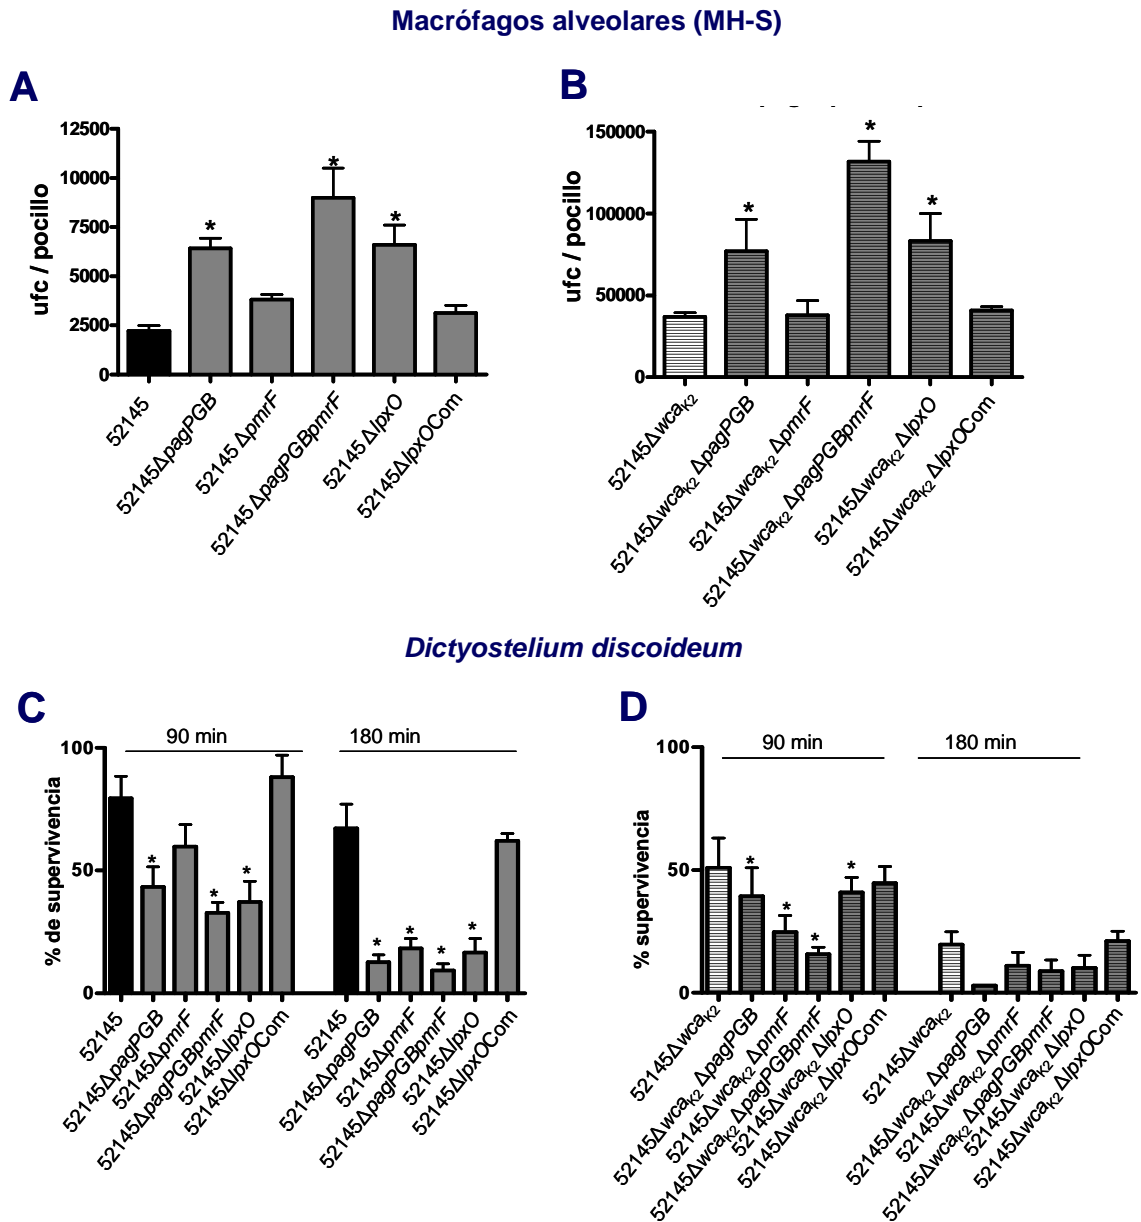 Macrófagos alveolares (MH-S)
A
ufc / pocillo
12500
10000
7500
5000
2500
0
*
*
*
52145
52145ΔpagPGB
52145 ΔpmrF
52145 ΔpagPGBpmrF
52145 ΔlpxO
52145ΔlpxOCom
B
ufc / pocillo
150000
100000
50000
0
*
*
*
52145ΔwcaK2
52145ΔwcaK2 ΔpagPGB
52145ΔwcaK2 ΔpmrF
52145ΔwcaK2 ΔpagPGBpmrF
52145ΔwcaK2 ΔlpxO
52145ΔwcaK2 ΔlpxOCom
Dictyostelium discoideum
C
90 min
180 min
% de supervivencia
100
50
0
*
*
*
*
*
*
*
52145
52145ΔpagPGB
52145ΔpmrF
52145ΔpagPGBpmrF
52145ΔlpxO
52145ΔlpxOCom
52145
52145ΔpagPGB
52145ΔpmrF
52145ΔpagPGBpmrF
52145ΔlpxO
52145ΔlpxOCom
D
90 min
180 min
% supervivencia
100
50
0
*
*
*
*
52145ΔwcaK2
52145ΔwcaK2 ΔpagPGB
52145ΔwcaK2 ΔpmrF
52145ΔwcaK2 ΔpagPGBpmrF
52145ΔwcaK2 ΔlpxO
52145ΔwcaK2 ΔlpxOCom
52145ΔwcaK2
52145ΔwcaK2 ΔpagPGB
52145ΔwcaK2 ΔpmrF
52145ΔwcaK2 ΔpagPGBpmrF
52145ΔwcaK2 ΔlpxO
52145ΔwcaK2 ΔlpxOCom